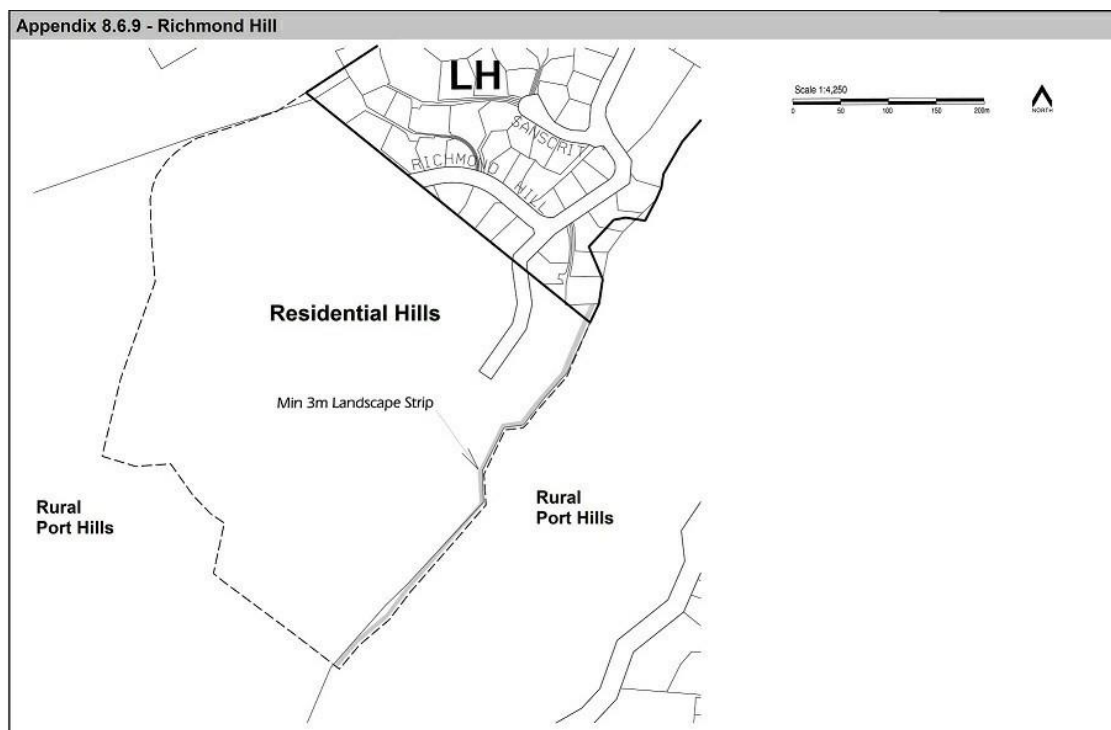 Appendix 8.6.9 - Richmond Hill
LH
Scale 1:4,250
0 50 100 150 200m
NORTH
SANSCRIT
RICHMOND HILL
Residential Hills
Min 3m Landscape Strip
Rural
Port Hills
Rural
Port Hills